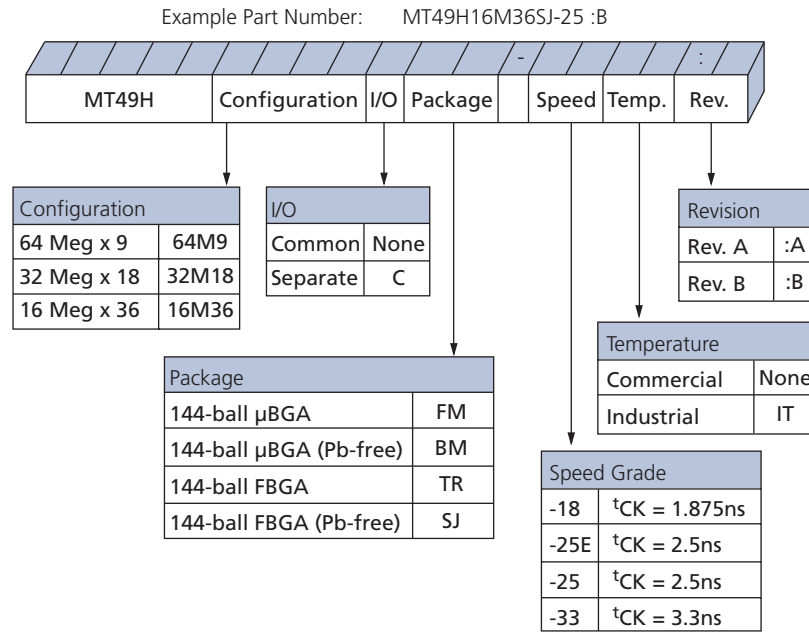 Example Part Number: MT49H16M36SJ-25 :B
- :
MT49H Configuration I/O Package Speed Temp. Rev.
Configuration
64 Meg x 9 64M9
32 Meg x 18 32M18
16 Meg x 36 16M36
I/O
Common None
Separate C
Revision
Rev. A :A
Rev. B :B
Temperature
Commercial None
Industrial IT
Package
144-ball µBGA FM
144-ball µBGA (Pb-free) BM
144-ball FBGA TR
144-ball FBGA (Pb-free) SJ
Speed Grade
-18 tCK = 1.875ns
-25E tCK = 2.5ns
-25 tCK = 2.5ns
-33 tCK = 3.3ns